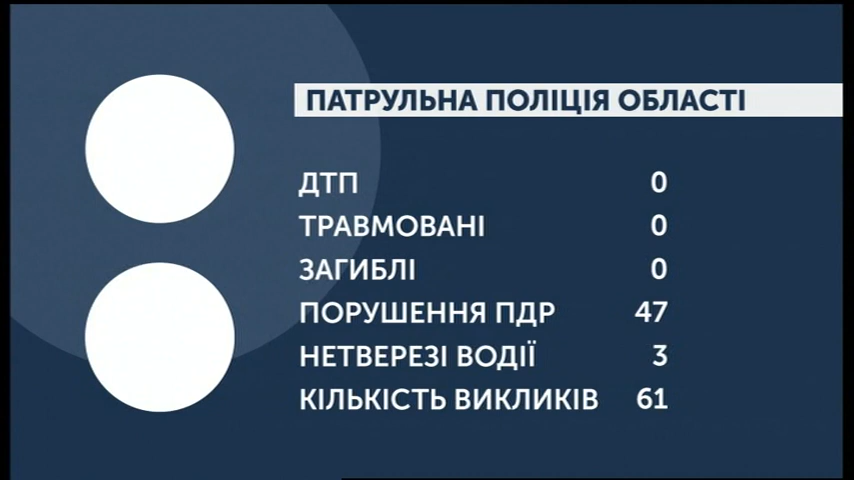 ПАТРУЛЬНА ПОЛІЦІЯ ОБЛАСТІ
ДТП 0
ТРАВМОВАНІ 0
ЗАГИБЛІ 0
ПОРУШЕННЯ ПДР 47
НЕТВЕРЕЗІ ВОДІЇ 3
КІЛЬКІСТЬ ВИКЛИКІВ 61